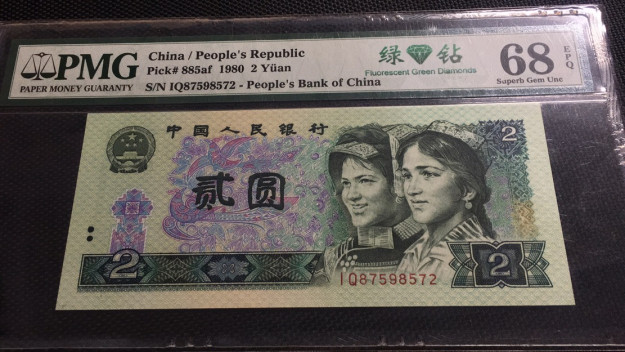 PMG
PAPER MONEY GUARANTY
China / People's Republic
Pick# 885af 1980 2 Yüan
S/N IQ87598572 - People's Bank of China
绿 钻
Fluorescent Green Diamonds
68 EPQ
Superb Gem Unc
中国人民银行
贰圆
2
2
2
IQ87598572